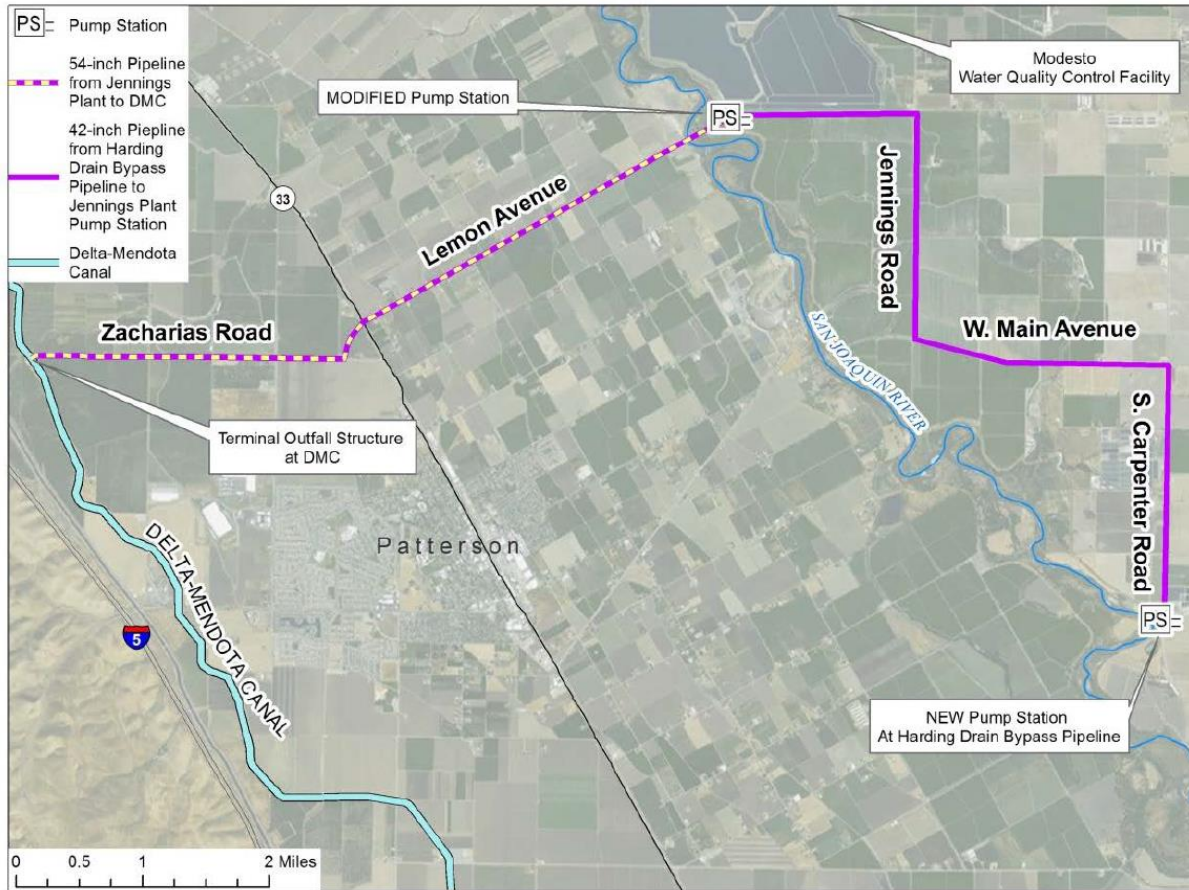 PS
Pump Station
54-inch Pipeline
from Jennings
Plant to DMC
42-inch Piepline
from Harding
Drain Bypass
Pipeline to
Jennings Plant
Pump Station
Delta-Mendota
Canal
Modesto
Water Quality Control Facility
MODIFIED Pump Station
PS
33
Lemon Avenue
Jennings Road
Zacharias Road
W. Main Avenue
SAN JOAQUIN RIVER
Terminal Outfall Structure
at DMC
S. Carpenter Road
Patterson
DELTA-MENDOTA CANAL
5
PS
NEW Pump Station
At Harding Drain Bypass Pipeline
0 0.5 1 2 Miles